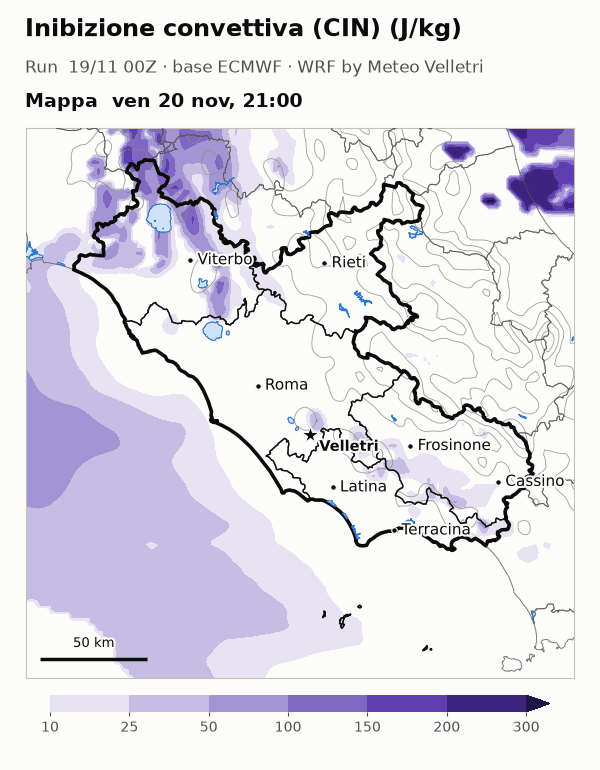 Inibizione convettiva (CIN) (J/kg)
Run  19/11 00Z · base ECMWF · WRF by Meteo Velletri
Mappa  ven 20 nov, 21:00
Viterbo
Rieti
Roma
Velletri
Frosinone
Latina
Cassino
Terracina
50 km
10 25 50 100 150 200 300